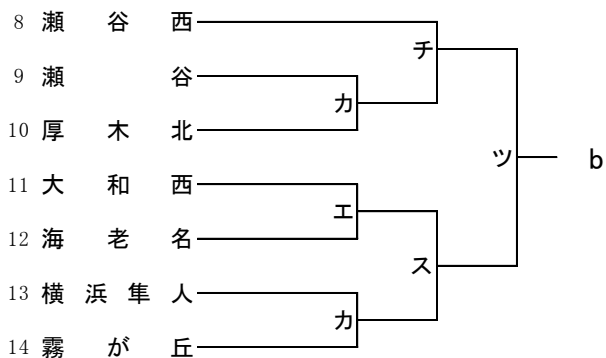 8 瀬谷西
チ
9 瀬谷
カ
10 厚木北
ツ b
11 大和西
エ
12 海老名
ス
13 横浜隼人
カ
14 霧が丘